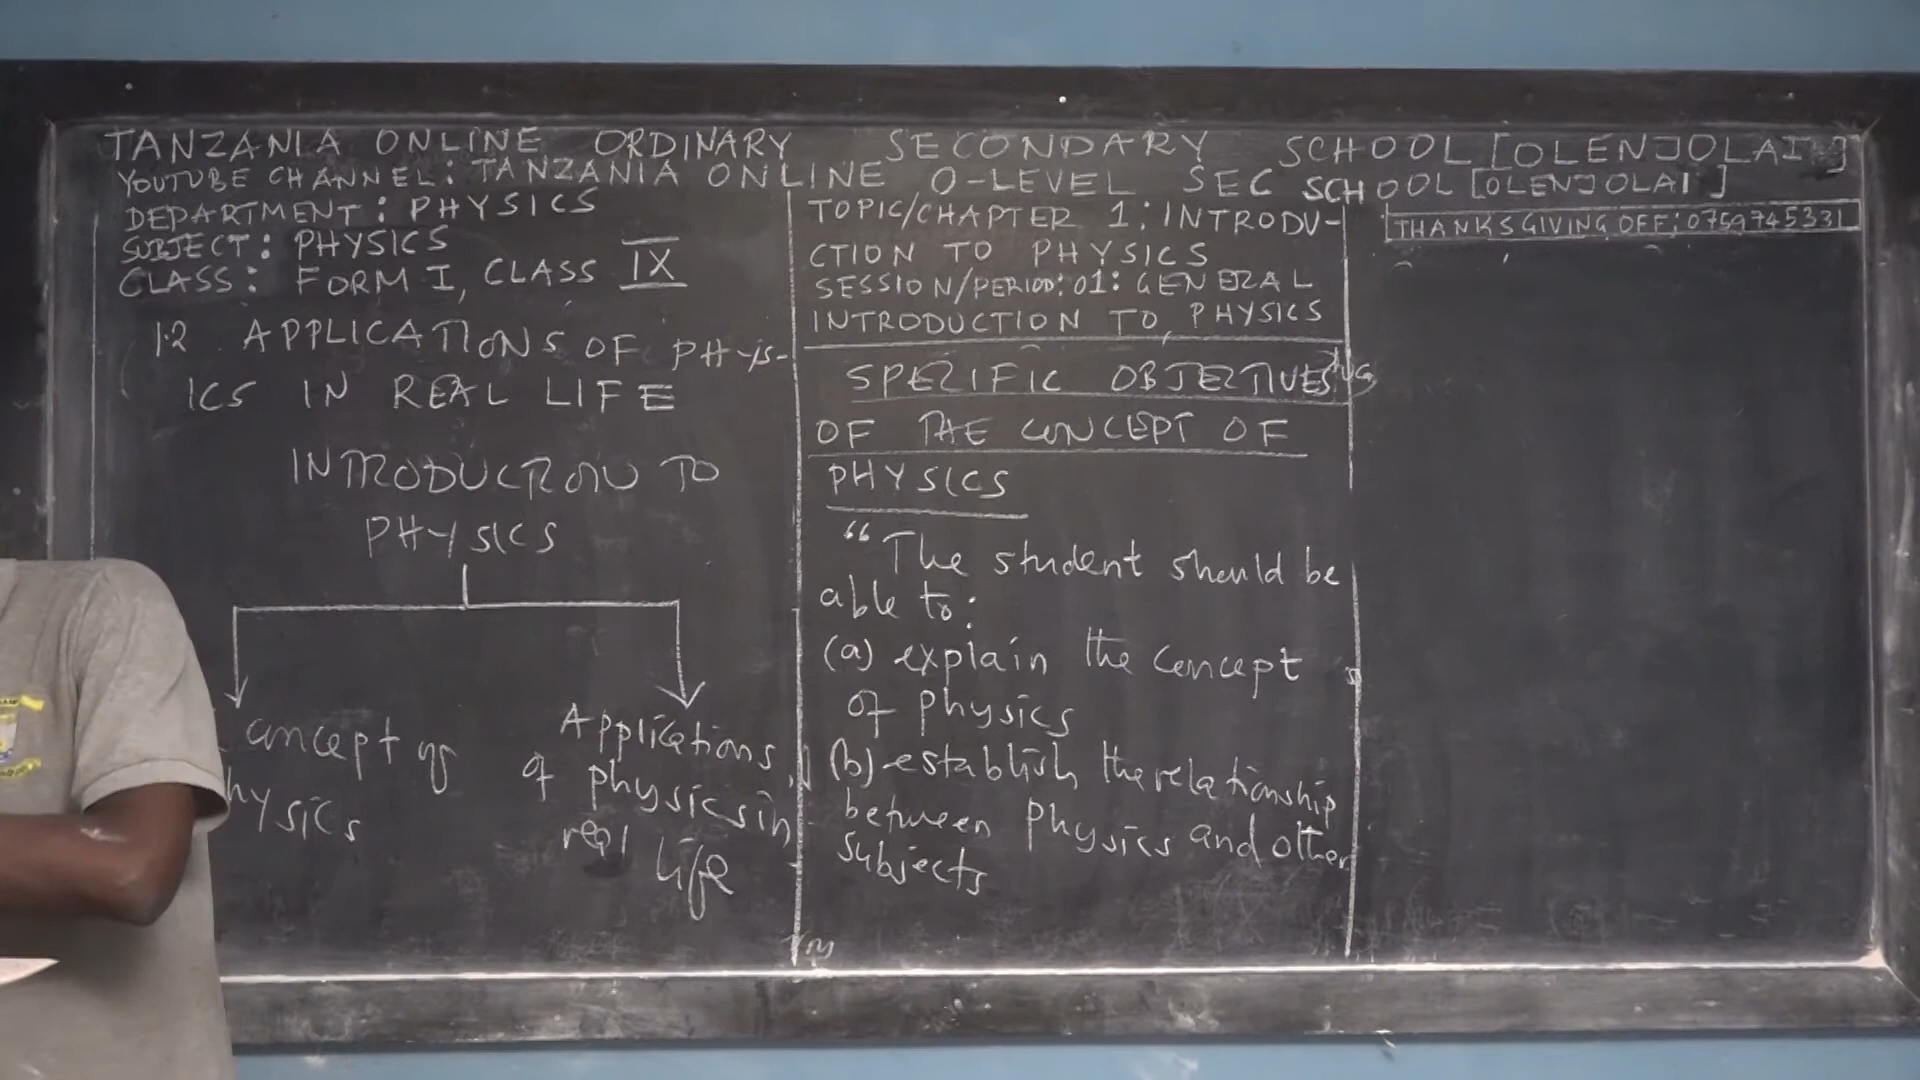 TANZANIA ONLINE ORDINARY SECONDARY SCHOOL [OLENJOLAI]
YOUTUBE CHANNEL: TANZANIA ONLINE O-LEVEL SEC SCHOOL [OLENJOLAI]
DEPARTMENT: PHYSICS
SUBJECT: PHYSICS
CLASS: FORM I, CLASS IX
1.2 APPLICATIONS OF PHYS-
ICS IN REAL LIFE
INTRODUCTION TO
PHYSICS
Concept of
hysics
Applications
of physics in
real life
TOPIC/CHAPTER 1: INTRODU-
CTION TO PHYSICS
SESSION/PERIOD: 01: GENERAL
INTRODUCTION TO PHYSICS
SPECIFIC OBJECTIVES
OF THE CONCEPT OF
PHYSICS
"The student should be
able to:
(a) explain the concept
of physics
(b) establish the relationship
between physics and other
subjects
THANKSGIVING OFF: 0759745331